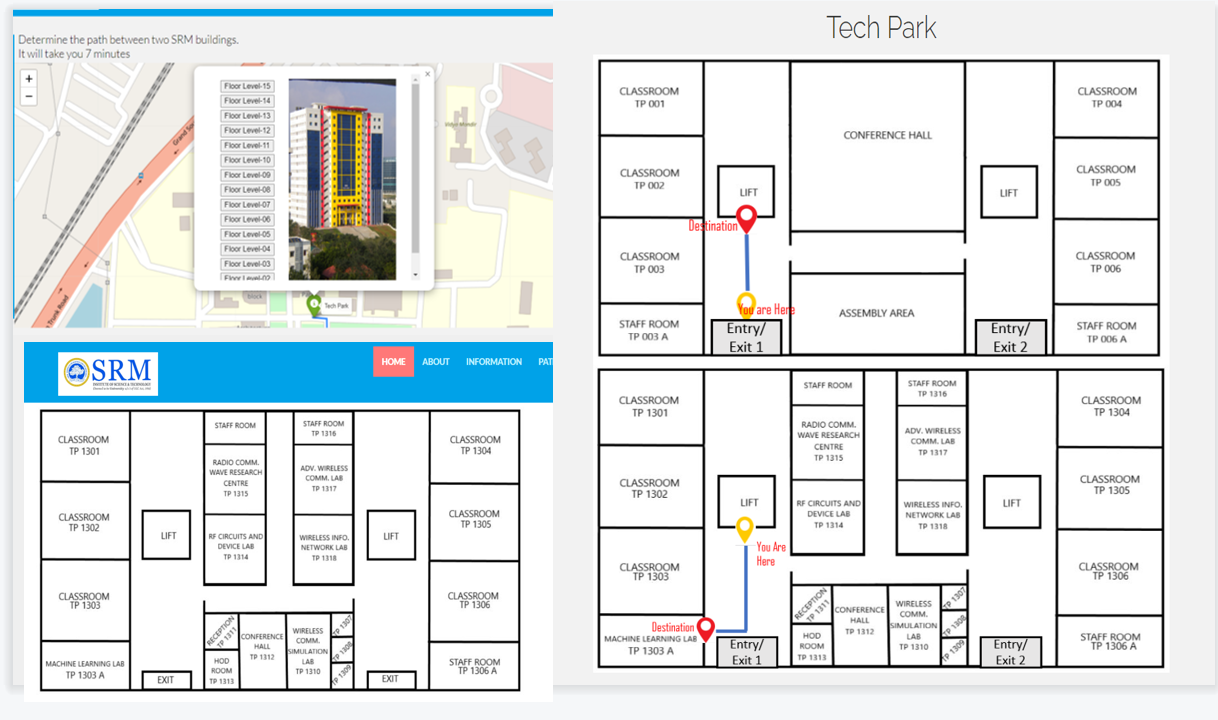 Determine the path between two SRM buildings.
It will take you 7 minutes
+
−
×
Floor Level-15
Floor Level-14
Floor Level-13
Floor Level-12
Floor Level-11
Floor Level-10
Floor Level-09
Floor Level-08
Floor Level-07
Floor Level-06
Floor Level-05
Floor Level-04
Floor Level-03
Floor Level-02
Vidya Mandir
block
Tech Park
SRM
HOME
ABOUT
INFORMATION
PAT
CLASSROOM
TP 1301
CLASSROOM
TP 1302
CLASSROOM
TP 1303
MACHINE LEARNING LAB
TP 1303 A
LIFT
EXIT
STAFF ROOM
RADIO COMM.
WAVE RESEARCH
CENTRE
TP 1315
RF CIRCUITS AND
DEVICE LAB
TP 1314
STAFF ROOM
TP 1316
ADV. WIRELESS
COMM. LAB
TP 1317
WIRELESS INFO.
NETWORK LAB
TP 1318
RECEPTION
TP 1311
HOD
ROOM
TP 1313
CONFERENCE
HALL
TP 1312
WIRELESS
COMM.
SIMULATION
LAB
TP 1310
TP 1307
TP 1308
TP 1309
LIFT
EXIT
CLASSROOM
TP 1304
CLASSROOM
TP 1305
CLASSROOM
TP 1306
STAFF ROOM
TP 1306 A
Tech Park
CLASSROOM
TP 001
CLASSROOM
TP 002
CLASSROOM
TP 003
STAFF ROOM
TP 003 A
LIFT
Destination
You are Here
Entry/
Exit 1
CONFERENCE HALL
ASSEMBLY AREA
LIFT
Entry/
Exit 2
CLASSROOM
TP 004
CLASSROOM
TP 005
CLASSROOM
TP 006
STAFF ROOM
TP 006 A
CLASSROOM
TP 1301
CLASSROOM
TP 1302
CLASSROOM
TP 1303
MACHINE LEARNING LAB
TP 1303 A
LIFT
You Are
Here
Destination
Entry/
Exit 1
STAFF ROOM
RADIO COMM.
WAVE RESEARCH
CENTRE
TP 1315
RF CIRCUITS AND
DEVICE LAB
TP 1314
STAFF ROOM
TP 1316
ADV. WIRELESS
COMM. LAB
TP 1317
WIRELESS INFO.
NETWORK LAB
TP 1318
RECEPTION
TP 1311
HOD
ROOM
TP 1313
CONFERENCE
HALL
TP 1312
WIRELESS
COMM.
SIMULATION
LAB
TP 1310
TP 1307
TP 1308
TP 1309
LIFT
Entry/
Exit 2
CLASSROOM
TP 1304
CLASSROOM
TP 1305
CLASSROOM
TP 1306
STAFF ROOM
TP 1306 A